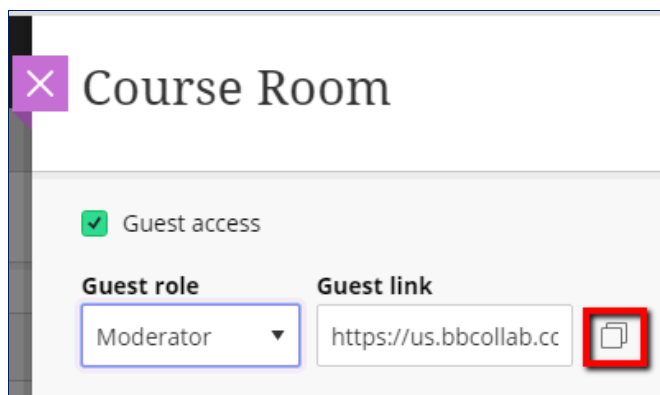 Course Room
Guest access
Guest role Guest link
Moderator https://us.bbcollab.cc